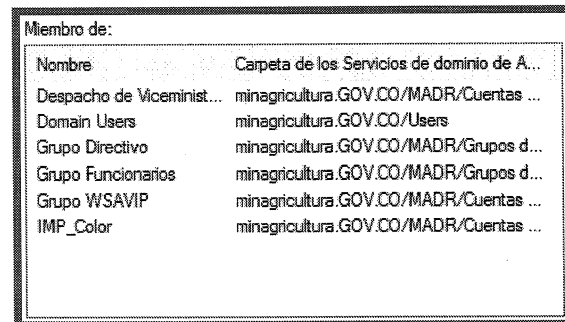 Miembro de:
Nombre Carpeta de los Servicios de dominio de A...
Despacho de Viceminist... minagricultura.GOV.CO/MADR/Cuentas ...
Domain Users minagricultura.GOV.CO/Users
Grupo Directivo minagricultura.GOV.CO/MADR/Grupos d...
Grupo Funcionarios minagricultura.GOV.CO/MADR/Grupos d...
Grupo WSAVIP minagricultura.GOV.CO/MADR/Cuentas ...
IMP_Color minagricultura.GOV.CO/MADR/Cuentas ...